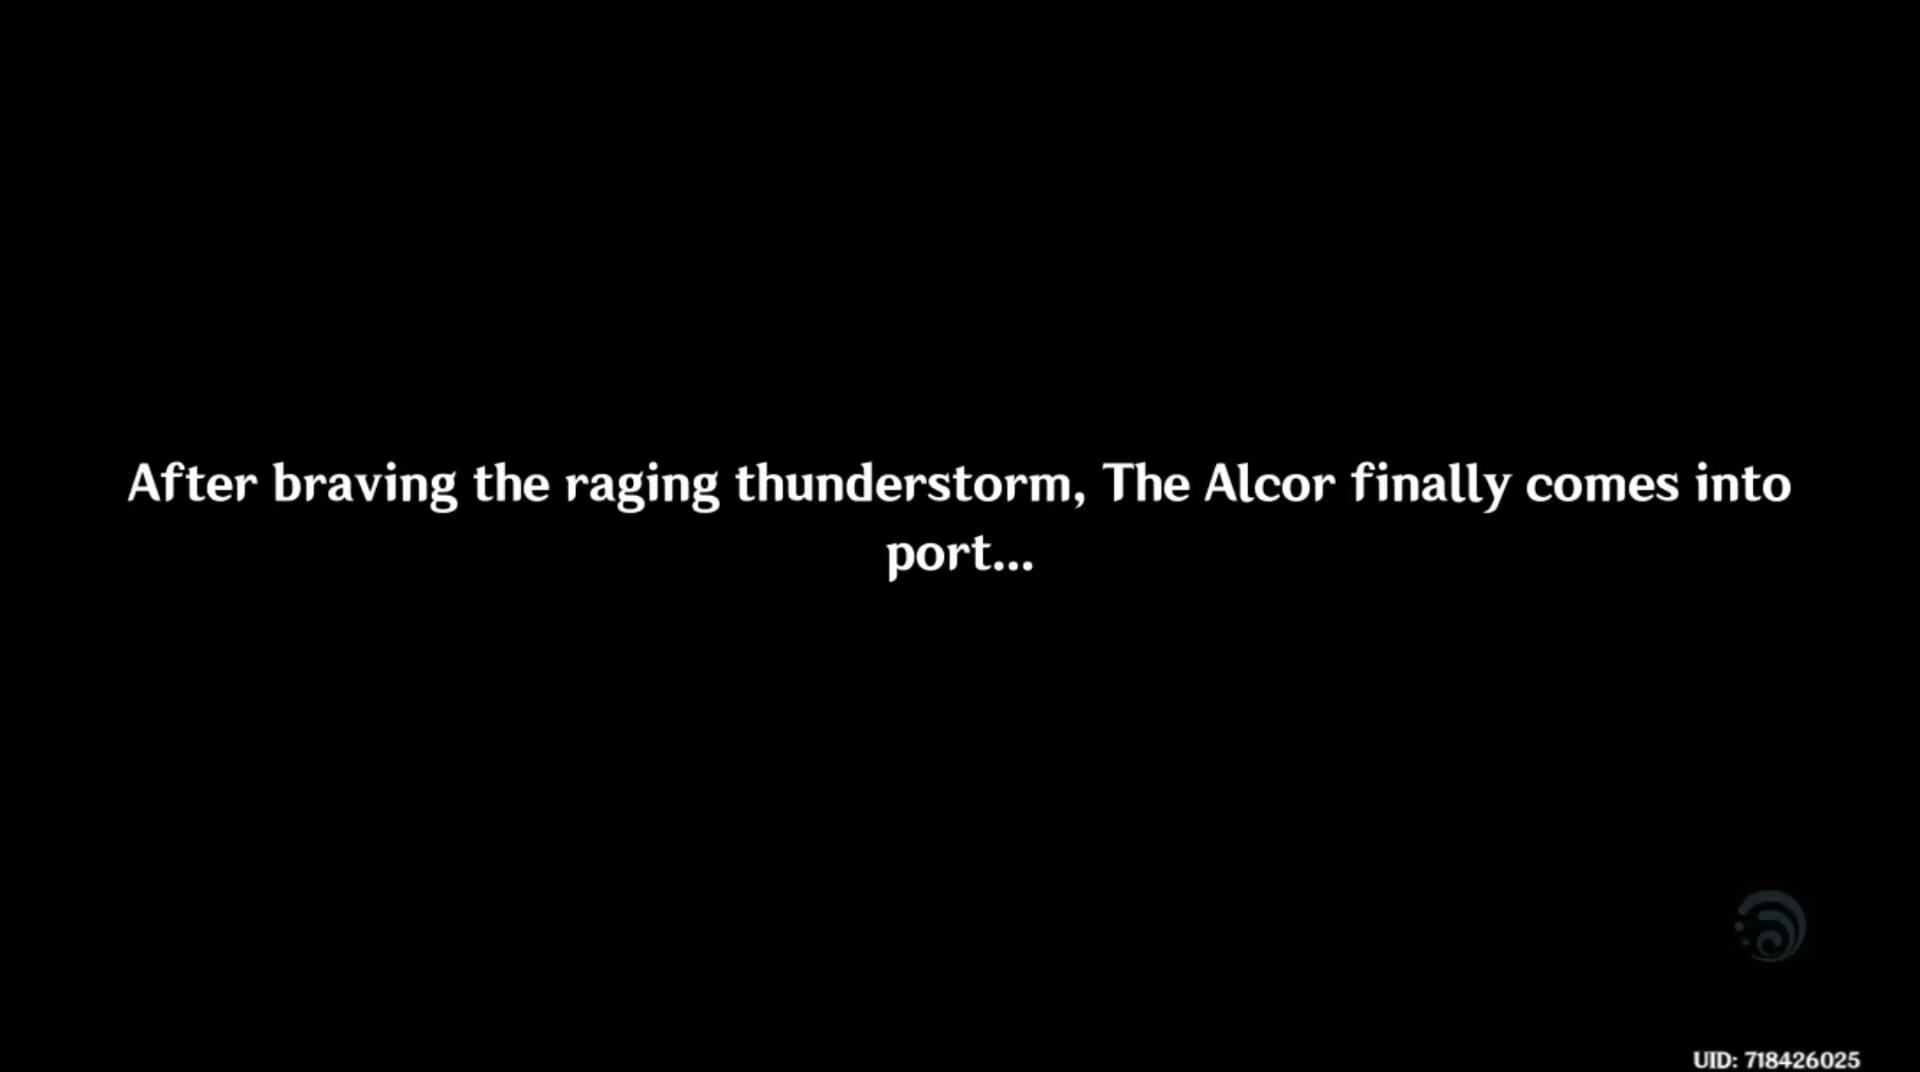 After braving the raging thunderstorm, The Alcor finally comes into
port...
UID: 718426025